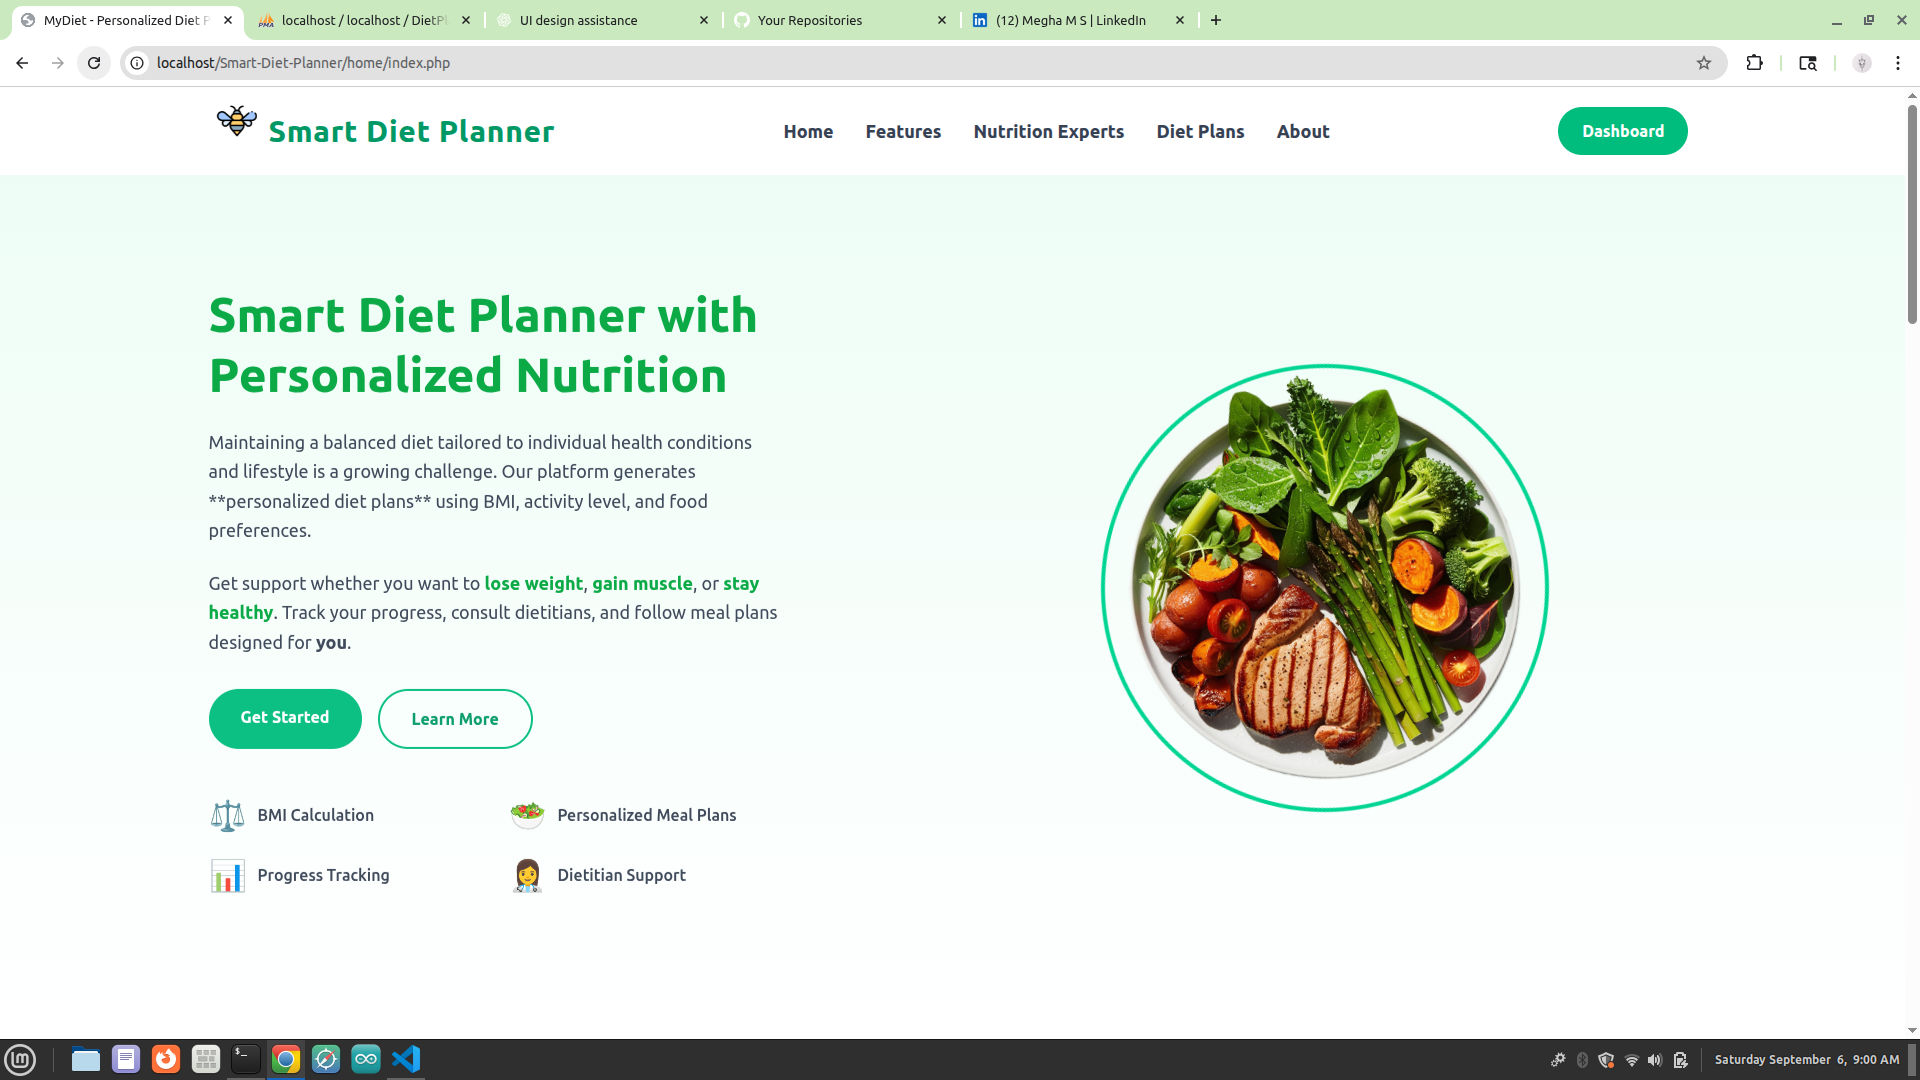 MyDiet - Personalized Diet P
localhost / localhost / DietPl
UI design assistance
Your Repositories
(12) Megha M S | LinkedIn
localhost/Smart-Diet-Planner/home/index.php
Smart Diet Planner
Home
Features
Nutrition Experts
Diet Plans
About
Dashboard
Smart Diet Planner with
Personalized Nutrition
Maintaining a balanced diet tailored to individual health conditions
and lifestyle is a growing challenge. Our platform generates
**personalized diet plans** using BMI, activity level, and food
preferences.
Get support whether you want to lose weight, gain muscle, or stay
healthy. Track your progress, consult dietitians, and follow meal plans
designed for you.
Get Started
Learn More
BMI Calculation
Personalized Meal Plans
Progress Tracking
Dietitian Support
Saturday September 6, 9:00 AM